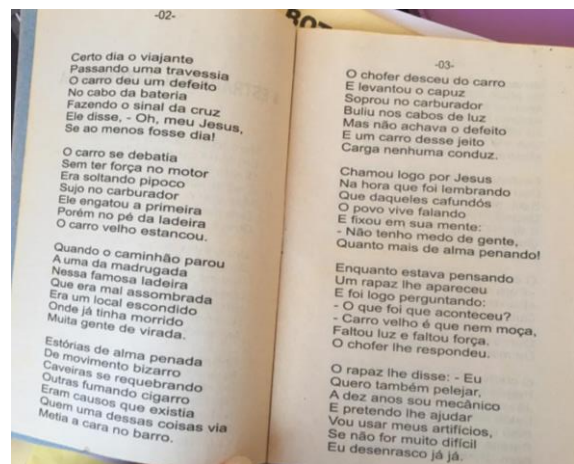 -02-
Certo dia o viajante
Passando uma travessia
O carro deu um defeito
No cabo da bateria
Fazendo o sinal da cruz
Ele disse, - Oh, meu Jesus,
Se ao menos fosse dia!
O carro se debatia
Sem ter força no motor
Era soltando pipoco
Sujo no carburador
Ele engatou a primeira
Porém no pé da ladeira
O carro velho estancou.
Quando o caminhão parou
A uma da madrugada
Nessa famosa ladeira
Que era mal assombrada
Era um local escondido
Onde já tinha morrido
Muita gente de virada.
Estórias de alma penada
De movimento bizarro
Caveiras se requebrando
Outras fumando cigarro
Eram causos que existia
Quem uma dessas coisas via
Metia a cara no barro.
-03-
O chofer desceu do carro
E levantou o capuz
Soprou no carburador
Buliu nos cabos de luz
Mas não achava o defeito
E um carro desse jeito
Carga nenhuma conduz.
Chamou logo por Jesus
Na hora que foi lembrando
Que daqueles cafundós
O povo vive falando
E fixou em sua mente:
- Não tenho medo de gente,
Quanto mais de alma penando!
Enquanto estava pensando
Um rapaz lhe apareceu
E foi logo perguntando:
- O que foi que aconteceu?
- Carro velho é que nem moça,
Faltou luz e faltou força.
O chofer lhe respondeu.
O rapaz lhe disse: - Eu
Quero também pelejar,
A dez anos sou mecânico
E pretendo lhe ajudar
Vou usar meus artifícios,
Se não for muito difícil
Eu desenrasco já já.